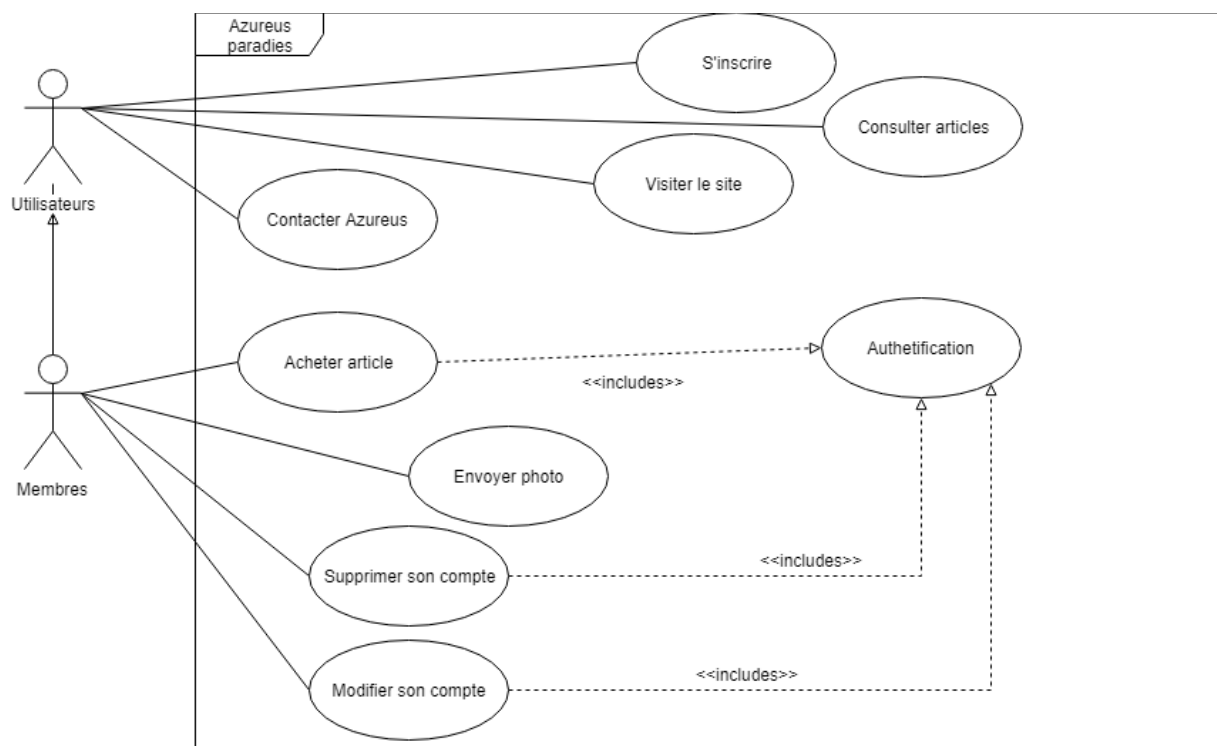 Azureus
paradies
S'inscrire
Consulter articles
Visiter le site
Utilisateurs
Contacter Azureus
Acheter article
Authetification
<<includes>>
Envoyer photo
Membres
<<includes>>
Supprimer son compte
<<includes>>
Modifier son compte